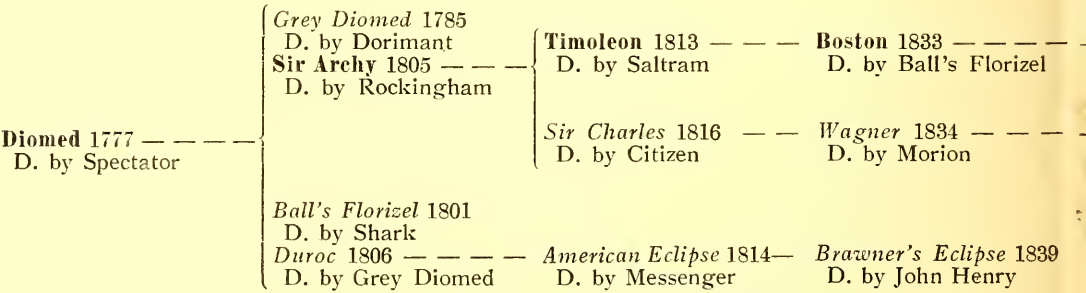 Diomed 1777 — — — —
D. by Spectator
Grey Diomed 1785
D. by Dorimant
Sir Archy 1805 — — —
D. by Rockingham
Timoleon 1813 — — —
D. by Saltram
Boston 1833 — — — — -
D. by Ball's Florizel
Sir Charles 1816 — —
D. by Citizen
Wagner 1834 — — — -
D. by Morion
Ball's Florizel 1801
D. by Shark
Duroc 1806 — — — —
D. by Grey Diomed
American Eclipse 1814—
D. by Messenger
Brawner's Eclipse 1839
D. by John Henry